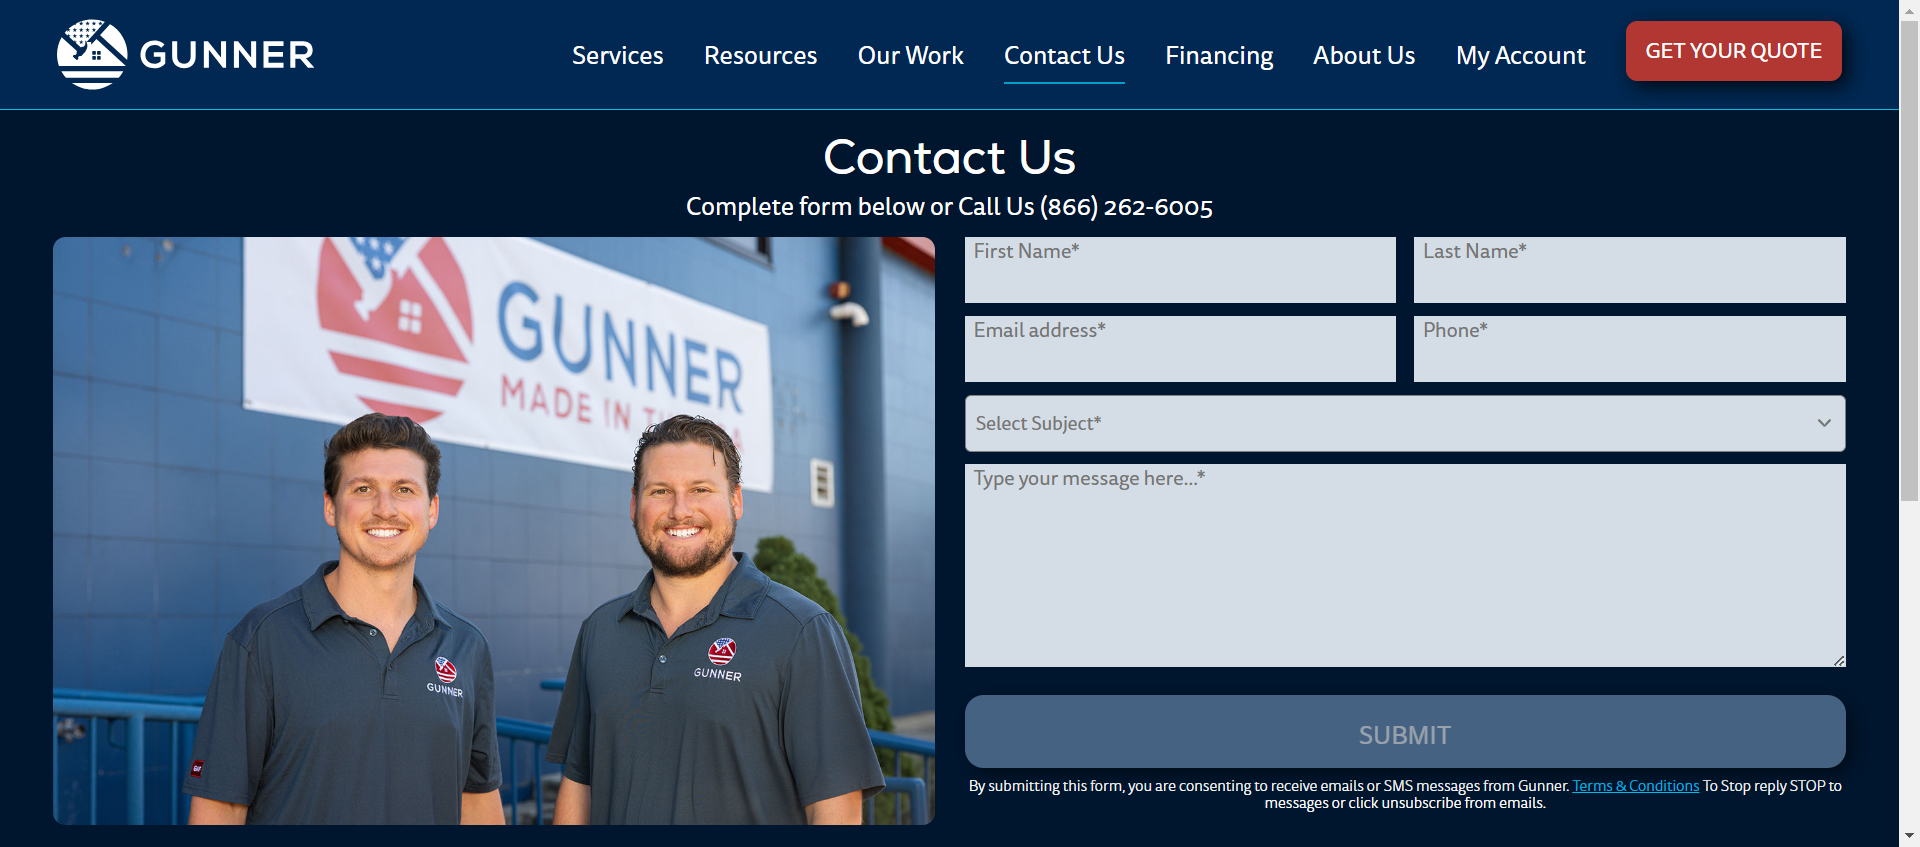 GUNNER
Services
Resources
Our Work
Contact Us
Financing
About Us
My Account
GET YOUR QUOTE
Contact Us
Complete form below or Call Us (866) 262-6005
GUNNER
MADE IN
GUNNER
GUNNER
First Name*
Last Name*
Email address*
Phone*
Select Subject*
Type your message here...*
SUBMIT
By submitting this form, you are consenting to receive emails or SMS messages from Gunner. Terms & Conditions To Stop reply STOP to
messages or click unsubscribe from emails.